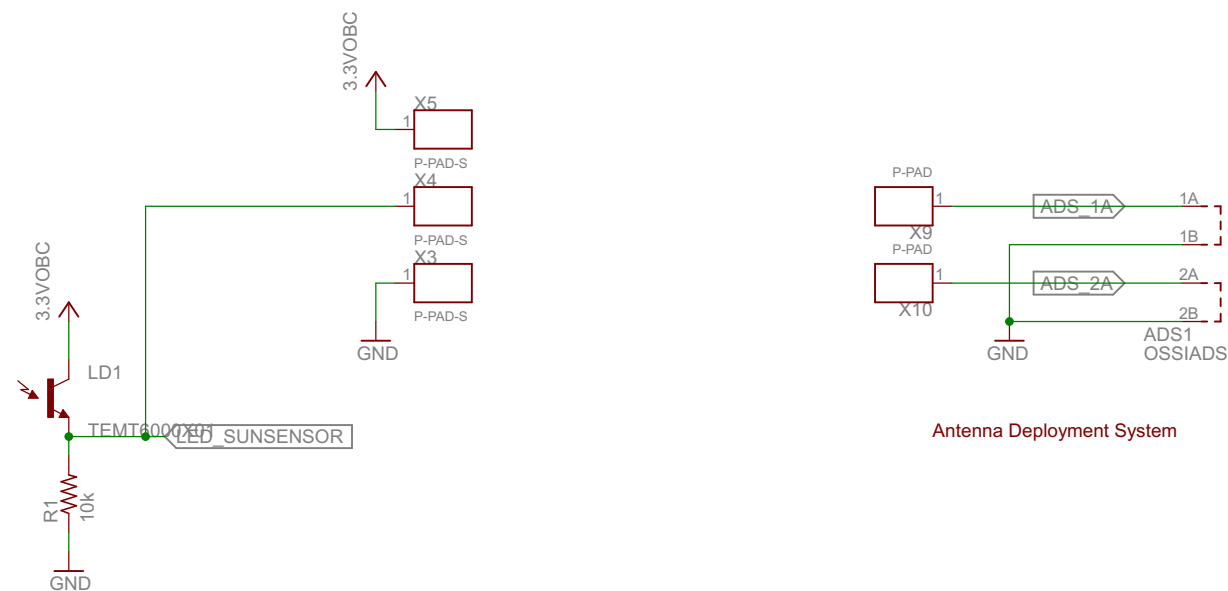 3.3VOBC
X5
1
P-PAD-S
X4
1
P-PAD-S
X3
1
P-PAD-S
GND
3.3VOBC
LD1
TEMT6000X01
LED_SUNSENSOR
R1
10k
GND
P-PAD
1
X9
ADS_1A
1A
1B
P-PAD
1
X10
ADS_2A
2A
2B
GND
ADS1
OSSIADS
Antenna Deployment System